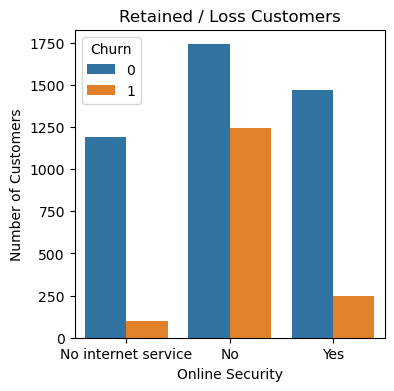 Retained / Loss Customers
Churn
0
1
Number of Customers
1750
1500
1250
1000
750
500
250
0
No internet service No Yes
Online Security